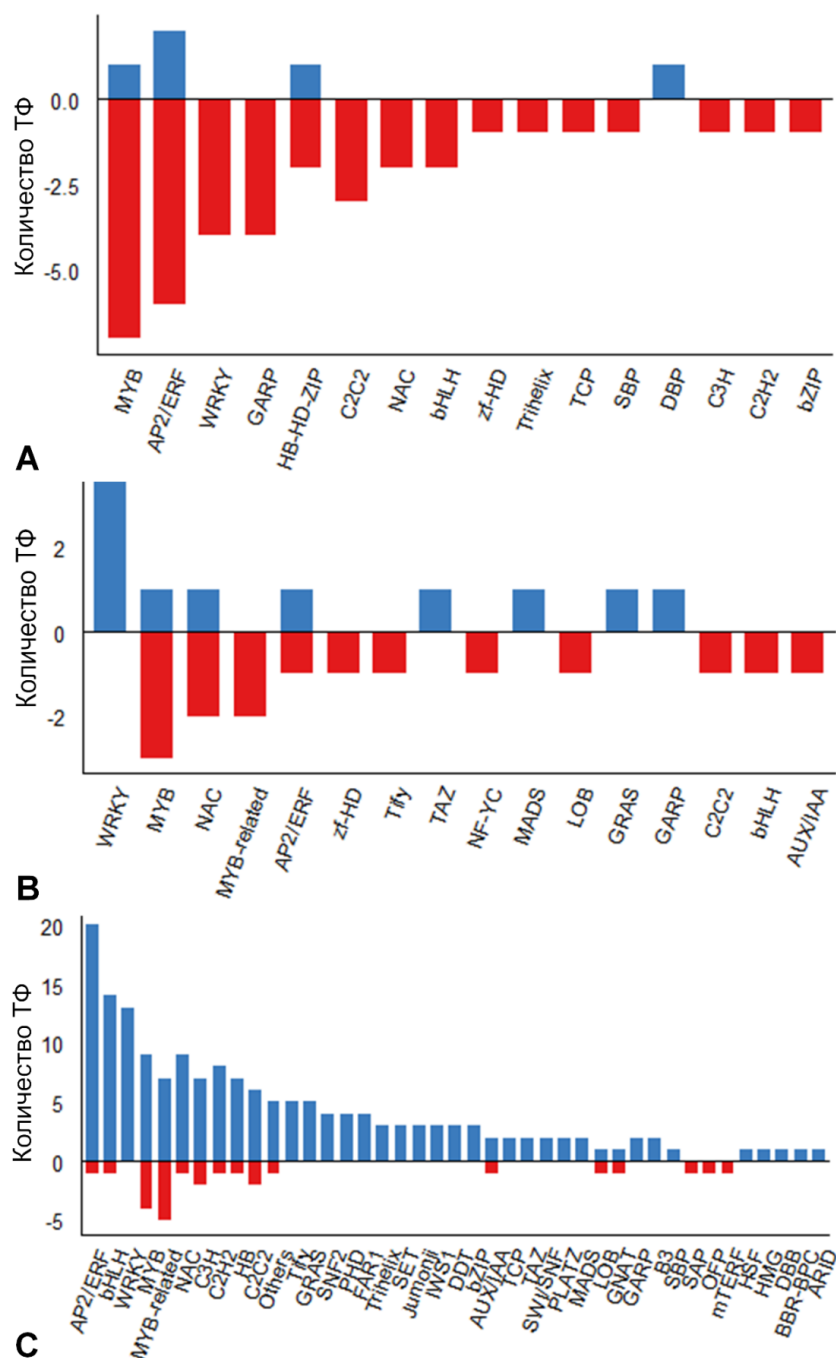 Количество ТФ
0.0
-2.5
-5.0
MYB
AP2/ERF
WRKY
GARP
HB-HD-ZIP
C2C2
NAC
bHLH
zf-HD
Trihelix
TCP
SBP
DBP
C3H
C2H2
bZIP
A
Количество ТФ
2
0
-2
WRKY
MYB
NAC
MYB-related
AP2/ERF
zf-HD
Tify
TAZ
NF-YC
MADS
LOB
GRAS
GARP
C2C2
bHLH
AUX/IAA
B
Количество ТФ
20
15
10
5
0
-5
AP2/ERF
bHLH
WRKY
MYB
MYB-related
NAC
C3H
C2H2
HB
C2C2
Others
Tify
GRAS
SNF2
PHD
FAR1
Trihelix
SET
Jumonji
IWS1
DDT
bZIP
AUX/IAA
TCP
TAZ
SWI/SNF
PLATZ
MADS
LOB
GNAT
GARP
B3
SBP
SAP
OFP
mTERF
HSF
HMG
DBB
BBR-BPC
ARID
C